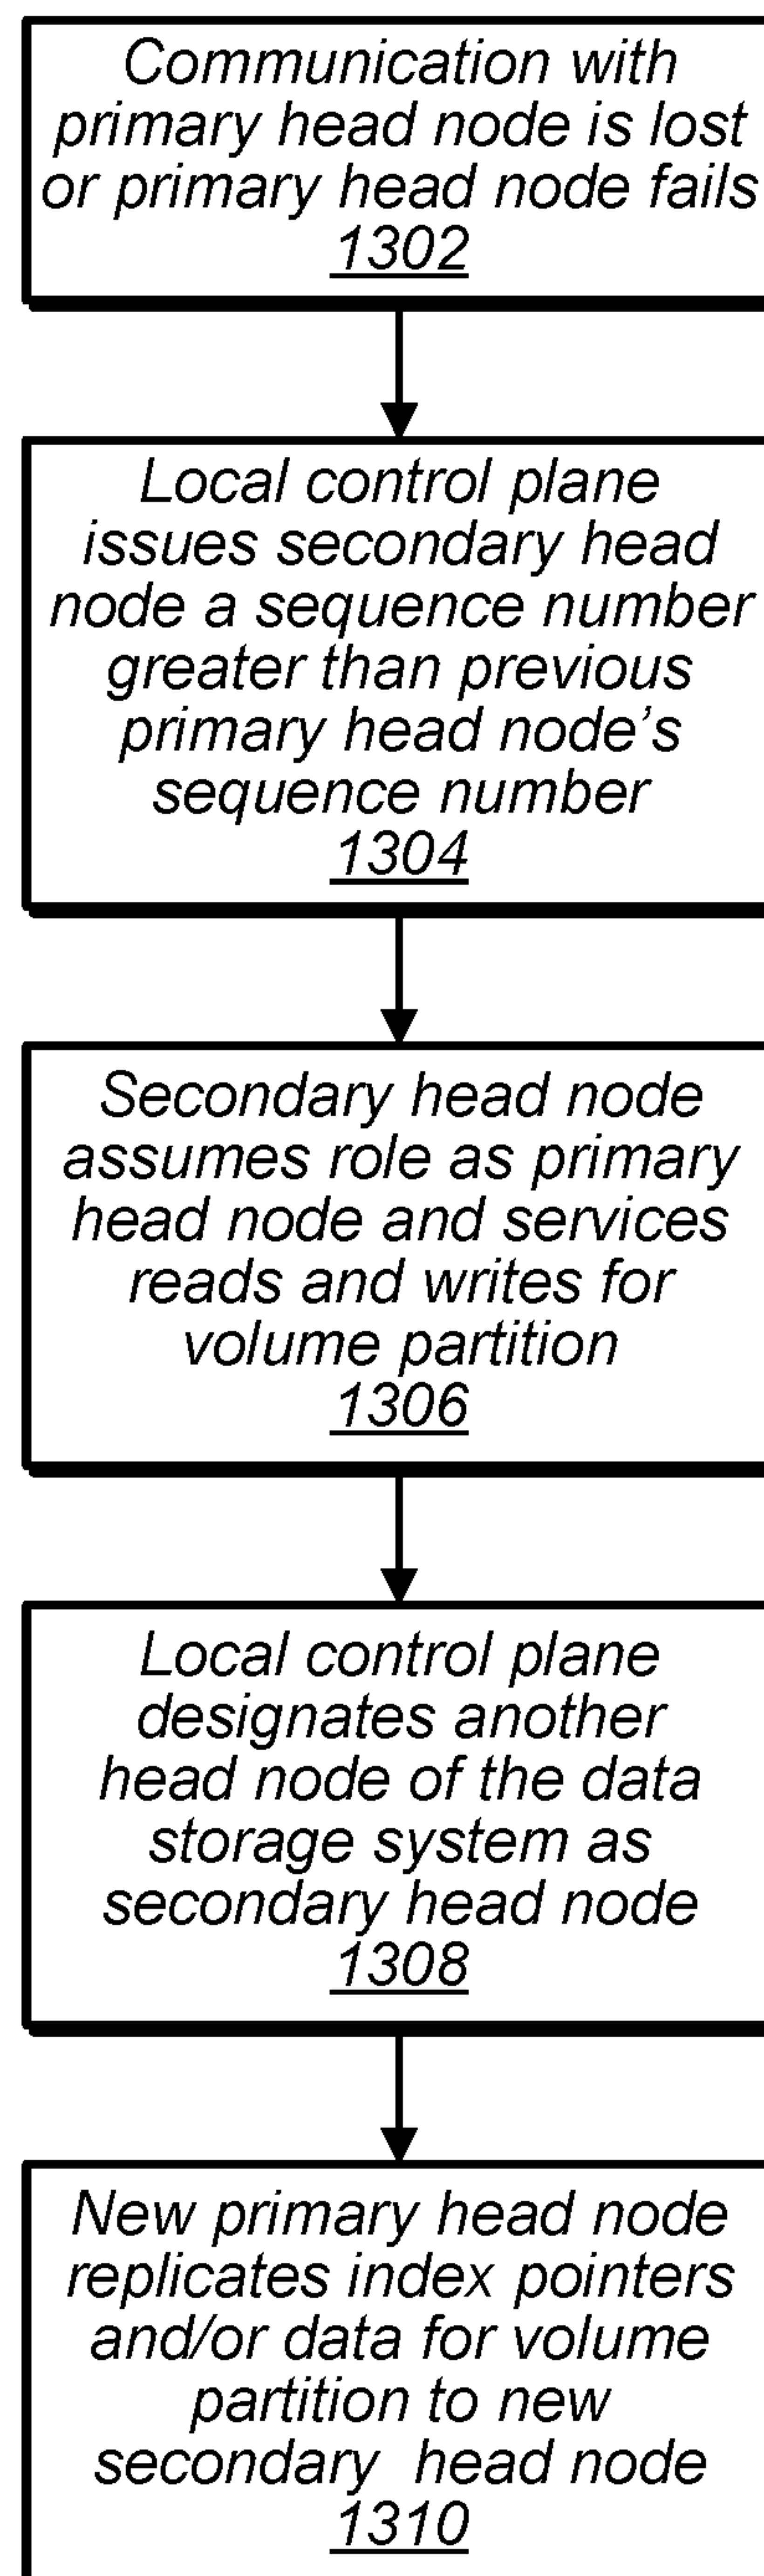 Communication with
primary head node is lost
or primary head node fails
1302
Local control plane
issues secondary head
node a sequence number
greater than previous
primary head node’s
sequence number
1304
Secondary head node
assumes role as primary
head node and services
reads and writes for
volume partition
1306
Local control plane
designates another
head node of the data
storage system as
secondary head node
1308
New primary head node
replicates index pointers
and/or data for volume
partition to new
secondary head node
1310